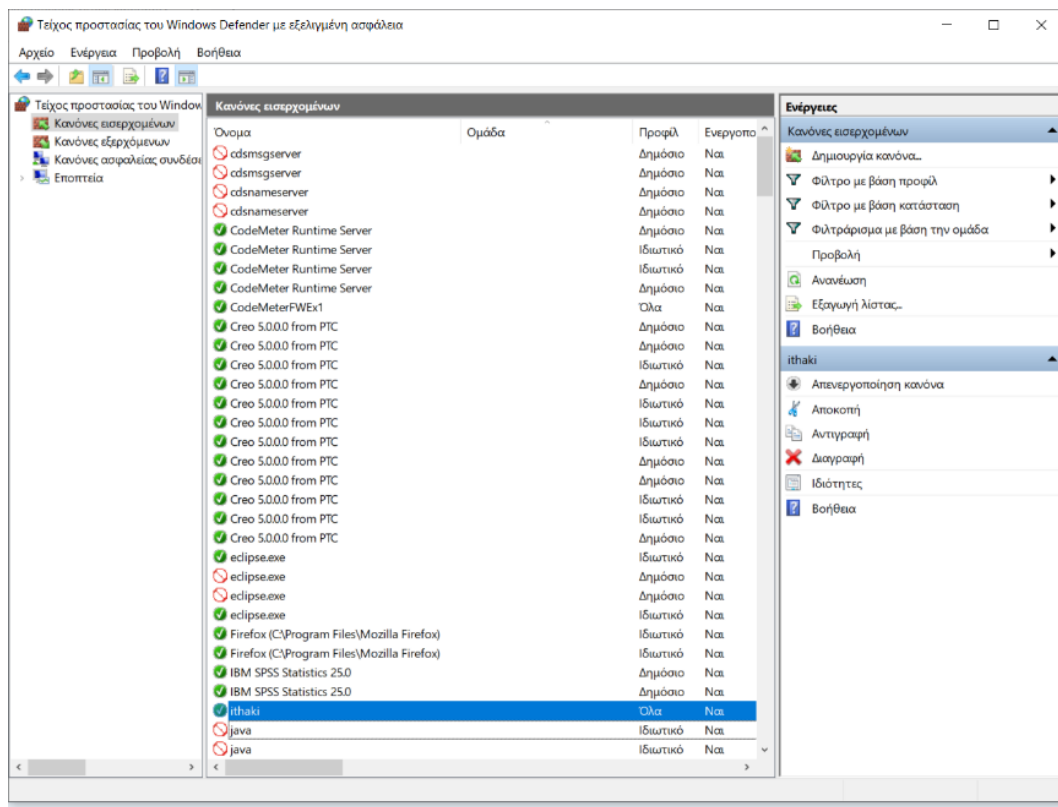 Τείχος προστασίας του Windows Defender με εξελιγμένη ασφάλεια
Αρχείο Ενέργεια Προβολή Βοήθεια
Τείχος προστασίας του Window
Κανόνες εισερχομένων
Κανόνες εξερχόμενων
Κανόνες ασφαλείας συνδέσι
Εποπτεία
Κανόνες εισερχομένων
Όνομα Ομάδα Προφίλ Ενεργοπο
cdsmsgserver Δημόσιο Ναι
cdsmsgserver Δημόσιο Ναι
cdsnameserver Δημόσιο Ναι
cdsnameserver Δημόσιο Ναι
CodeMeter Runtime Server Δημόσιο Ναι
CodeMeter Runtime Server Ιδιωτικό Ναι
CodeMeter Runtime Server Ιδιωτικό Ναι
CodeMeter Runtime Server Δημόσιο Ναι
CodeMeterFWEx1 Όλα Ναι
Creo 5.0.0.0 from PTC Δημόσιο Ναι
Creo 5.0.0.0 from PTC Δημόσιο Ναι
Creo 5.0.0.0 from PTC Ιδιωτικό Ναι
Creo 5.0.0.0 from PTC Δημόσιο Ναι
Creo 5.0.0.0 from PTC Ιδιωτικό Ναι
Creo 5.0.0.0 from PTC Ιδιωτικό Ναι
Creo 5.0.0.0 from PTC Ιδιωτικό Ναι
Creo 5.0.0.0 from PTC Δημόσιο Ναι
Creo 5.0.0.0 from PTC Δημόσιο Ναι
Creo 5.0.0.0 from PTC Ιδιωτικό Ναι
Creo 5.0.0.0 from PTC Ιδιωτικό Ναι
Creo 5.0.0.0 from PTC Δημόσιο Ναι
eclipse.exe Ιδιωτικό Ναι
eclipse.exe Δημόσιο Ναι
eclipse.exe Δημόσιο Ναι
eclipse.exe Ιδιωτικό Ναι
Firefox (C:\Program Files\Mozilla Firefox) Ιδιωτικό Ναι
Firefox (C:\Program Files\Mozilla Firefox) Ιδιωτικό Ναι
IBM SPSS Statistics 25.0 Δημόσιο Ναι
IBM SPSS Statistics 25.0 Δημόσιο Ναι
ithaki Όλα Ναι
java Ιδιωτικό Ναι
java Ιδιωτικό Ναι
Ενέργειες
Κανόνες εισερχομένων
Δημιουργία κανόνα...
Φίλτρο με βάση προφίλ
Φίλτρο με βάση κατάσταση
Φιλτράρισμα με βάση την ομάδα
Προβολή
Ανανέωση
Εξαγωγή λίστας...
Βοήθεια
ithaki
Απενεργοποίηση κανόνα
Αποκοπή
Αντιγραφή
Διαγραφή
Ιδιότητες
Βοήθεια